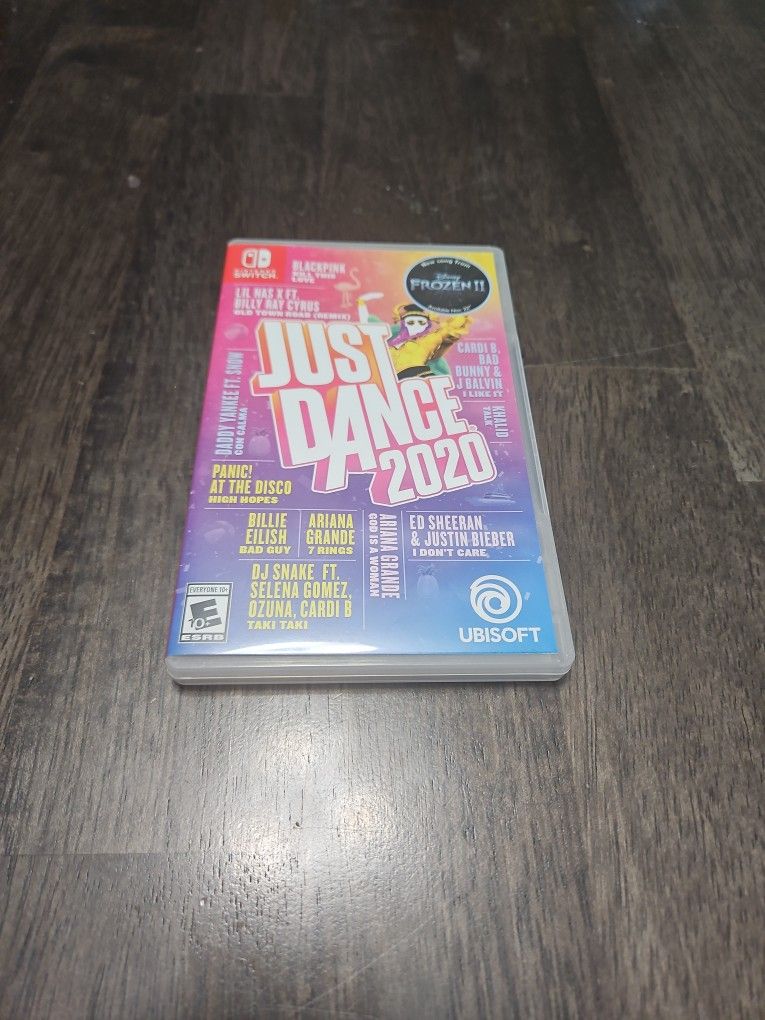 NINTENDO
SWITCH
BLACKPINK
KILL THIS
LOVE
Disney
FROZEN II
LIL NAS X FT.
BILLY RAY CYRUS
OLD TOWN ROAD (REMIX)
JUST
DANCE
2020
DADDY YANKEE FT. SNOW
CON CALMA
CARDI B,
BAD
BUNNY &
J BALVIN
I LIKE IT
KHALID
TALK
PANIC!
AT THE DISCO
HIGH HOPES
BILLIE
EILISH
BAD GUY
ARIANA
GRANDE
7 RINGS
ARIANA GRANDE
GOD IS A WOMAN
ED SHEERAN
& JUSTIN BIEBER
I DON'T CARE
DJ SNAKE FT.
SELENA GOMEZ,
OZUNA, CARDI B
TAKI TAKI
EVERYONE 10+
E
10+
ESRB
UBISOFT